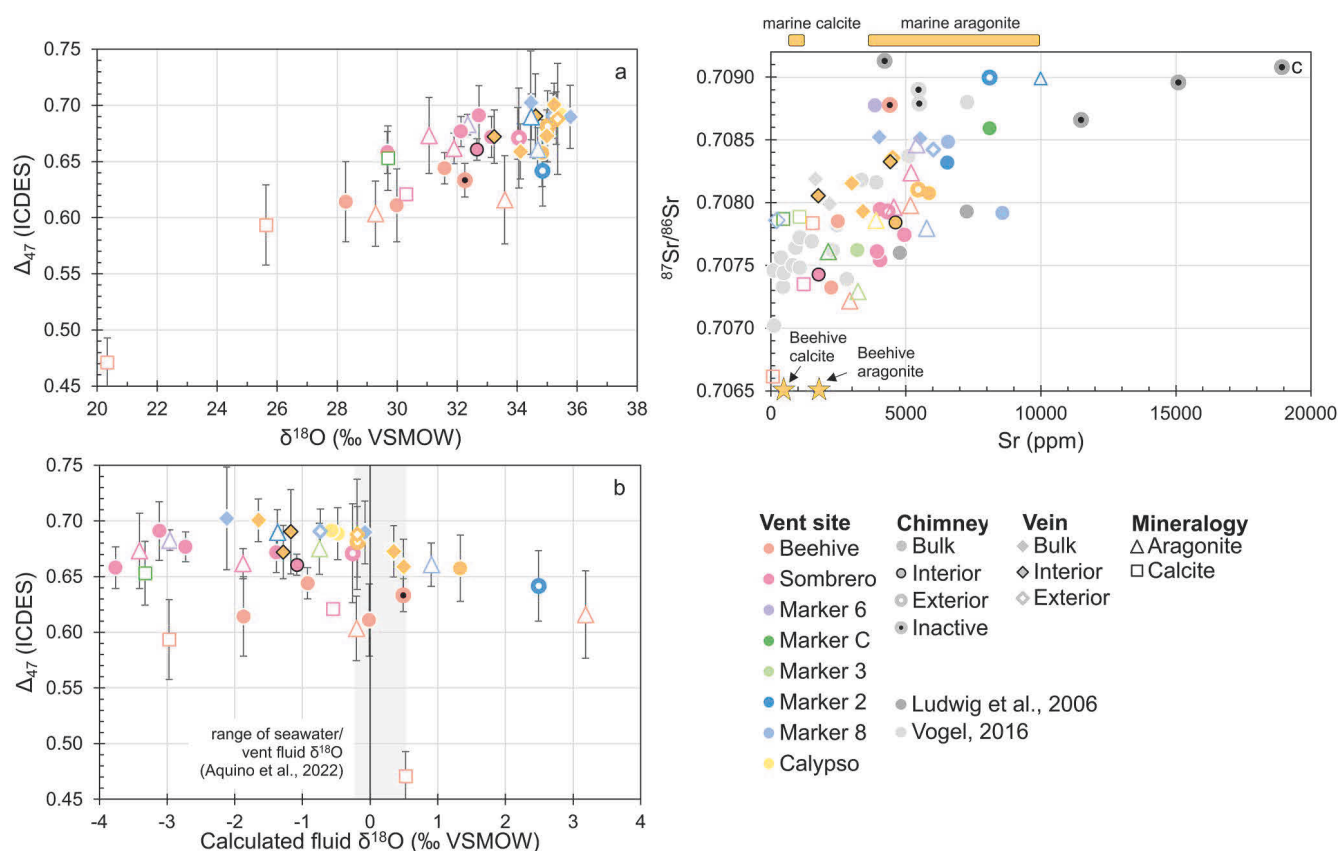 a
0.75
0.70
0.65
0.60
0.55
0.50
0.45
Δ47 (ICDES)
20
22
24
26
28
30
32
34
36
38
δ18O (‰ VSMOW)
b
0.75
0.70
0.65
0.60
0.55
0.50
0.45
Δ47 (ICDES)
range of seawater/
vent fluid δ18O
(Aquino et al., 2022)
-4
-3
-2
-1
0
1
2
3
4
Calculated fluid δ18O (‰ VSMOW)
marine calcite
marine aragonite
c
0.7090
0.7085
0.7080
0.7075
0.7070
0.7065
87Sr/86Sr
Beehive
calcite
Beehive
aragonite
0
5000
10000
15000
20000
Sr (ppm)
Vent site
Beehive
Sombrero
Marker 6
Marker C
Marker 3
Marker 2
Marker 8
Calypso
Chimney
Bulk
Interior
Exterior
Inactive
Ludwig et al., 2006
Vogel, 2016
Vein
Bulk
Interior
Exterior
Mineralogy
Aragonite
Calcite